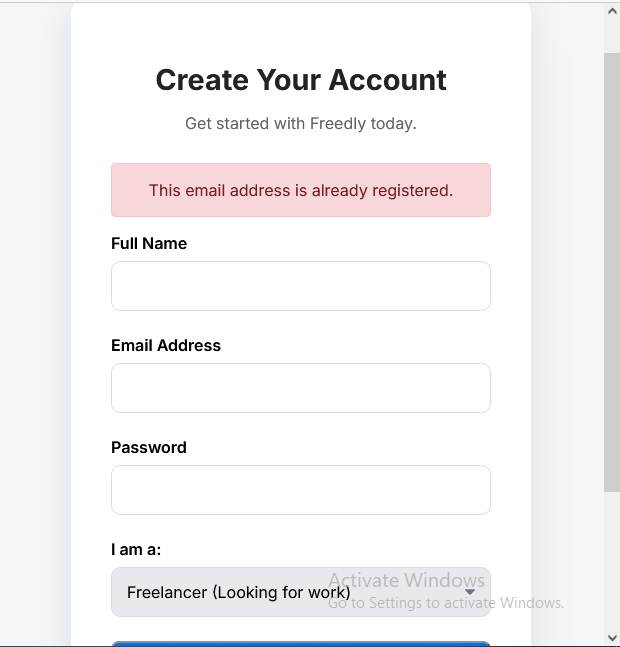 Create Your Account
Get started with Freedly today.
This email address is already registered.
Full Name
Email Address
Password
I am a:
Freelancer (Looking for work)
Activate Windows
Go to Settings to activate Windows.